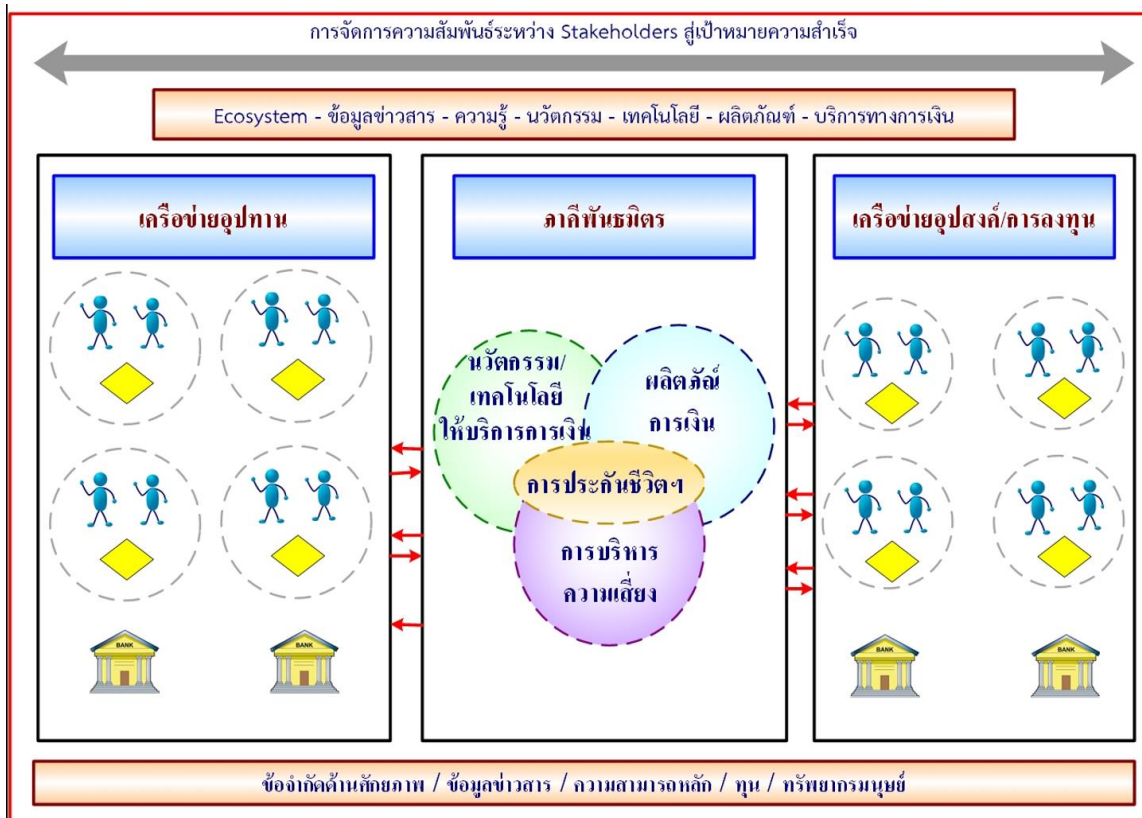 การจัดการความสัมพันธ์ระหว่าง Stakeholders สู่เป้าหมายความสำเร็จ
Ecosystem - ข้อมูลข่าวสาร - ความรู้ - นวัตกรรม - เทคโนโลยี - ผลิตภัณฑ์ - บริการทางการเงิน
เครือข่ายอุปทาน
ภาคีพันธมิตร
เครือข่ายอุปสงค์/การลงทุน
นวัตกรรม/
เทคโนโลยี
ให้บริการการเงิน
ผลิตภัณ์
การเงิน
การประกันชีวิตฯ
การบริหาร
ความเสี่ยง
BANK
BANK
BANK
BANK
ข้อจำกัดด้านศักยภาพ / ข้อมูลข่าวสาร / ความสามารถหลัก / ทุน / ทรัพยากรมนุษย์